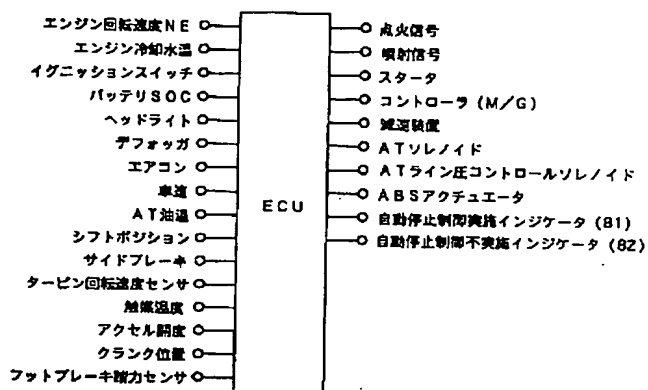 エンジン回転速度NE
エンジン冷却水温
イグニッションスイッチ
バッテリSOC
ヘッドライト
デフォッガ
エアコン
車速
AT油温
シフトポジション
サイドブレーキ
タービン回転速度センサ
触媒温度
アクセル開度
クランク位置
フットブレーキ踏力センサ
ECU
点火信号
噴射信号
スタータ
コントローラ (M/G)
減速装置
ATソレノイド
ATライン圧コントロールソレノイド
ABSアクチュエータ
自動停止制御実施インジケータ (81)
自動停止制御不実施インジケータ (82)